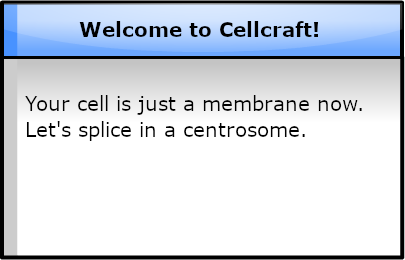 Welcome to Cellcraft!
Your cell is just a membrane now.
Let's splice in a centrosome.